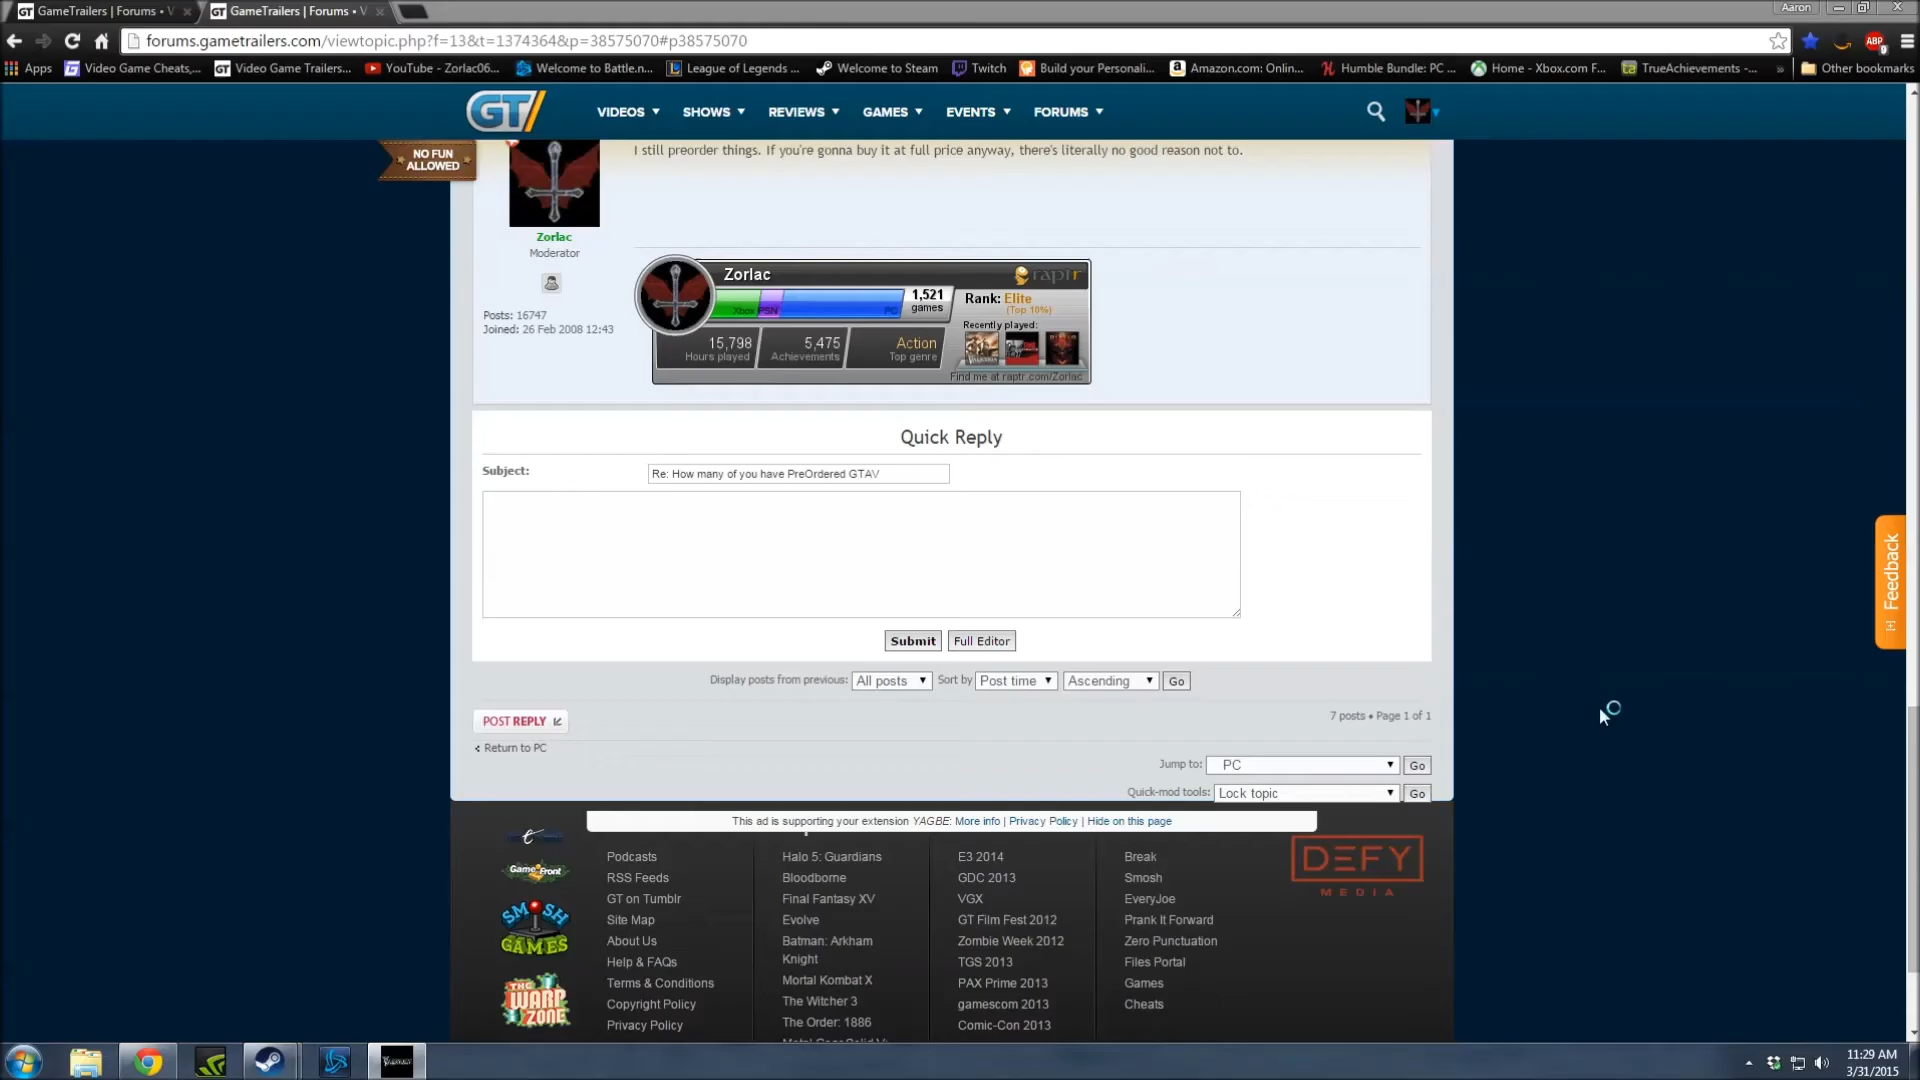 GameTrailers | Forums • V
GameTrailers | Forums • V
Aaron
forums.gametrailers.com/viewtopic.php?f=13&t=1374364&p=38575070#p38575070
ABP
9
Apps
Video Game Cheats,...
Video Game Trailers...
YouTube - Zorlac06...
Welcome to Battle.n...
League of Legends ...
Welcome to Steam
Twitch
Build your Personali...
Amazon.com: Onlin...
Humble Bundle: PC ...
Home - Xbox.com F...
TrueAchievements -...
»
Other bookmarks
GT
VIDEOS
SHOWS
REVIEWS
GAMES
EVENTS
FORUMS
NO FUN
ALLOWED
I still preorder things. If you're gonna buy it at full price anyway, there's literally no good reason not to.
Zorlac
Moderator
Posts: 16747
Joined: 26 Feb 2008 12:43
Zorlac
raptr
Xbox PSN PC
1,521
games
Rank: Elite
(Top 10%)
Recently played:
15,798
Hours played
5,475
Achievements
Action
Top genre
Find me at raptr.com/Zorlac
Quick Reply
Subject:
Re: How many of you have PreOrdered GTAV
Submit
Full Editor
Display posts from previous: All posts Sort by Post time Ascending Go
POST REPLY
7 posts • Page 1 of 1
Return to PC
Jump to: PC Go
Quick-mod tools: Lock topic Go
Feedback
This ad is supporting your extension YAGBE: More info | Privacy Policy | Hide on this page
GameFront
SMOSH
GAMES
THE
WARP
ZONE
Podcasts
RSS Feeds
GT on Tumblr
Site Map
About Us
Help & FAQs
Terms & Conditions
Copyright Policy
Privacy Policy
Halo 5: Guardians
Bloodborne
Final Fantasy XV
Evolve
Batman: Arkham
Knight
Mortal Kombat X
The Witcher 3
The Order: 1886
E3 2014
GDC 2013
VGX
GT Film Fest 2012
Zombie Week 2012
TGS 2013
PAX Prime 2013
gamescom 2013
Comic-Con 2013
Break
Smosh
EveryJoe
Prank It Forward
Zero Punctuation
Files Portal
Games
Cheats
DEFY
MEDIA
11:29 AM
3/31/2015